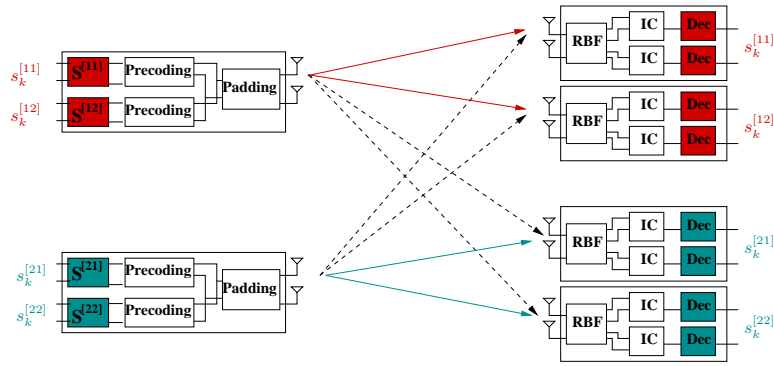 s_k^{[11]} S^{[11]} Precoding
s_k^{[12]} S^{[12]} Precoding
Padding
RBF IC Dec
IC Dec
s_k^{[11]}
RBF IC Dec
IC Dec
s_k^{[12]}
s_k^{[21]} S^{[21]} Precoding
s_k^{[22]} S^{[22]} Precoding
Padding
RBF IC Dec
IC Dec
s_k^{[21]}
RBF IC Dec
IC Dec
s_k^{[22]}